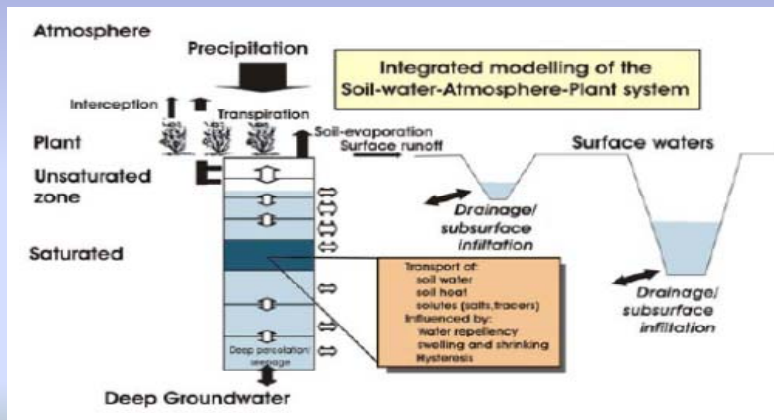 Atmosphere
Precipitation
Integrated modelling of the
Soil-water-Atmosphere-Plant system
Interception
Transpiration
Plant
Soil-evaporation
Surface runoff
Surface waters
Unsaturated
zone
Drainage/
subsurface
infiltration
Saturated
Transport of:
soil water
soil heat
solutes (salts,tracers)
Influenced by:
water repellency
swelling and shrinking
Hysteresis
Drainage/
subsurface
infiltration
Deep percolation/
seepage
Deep Groundwater